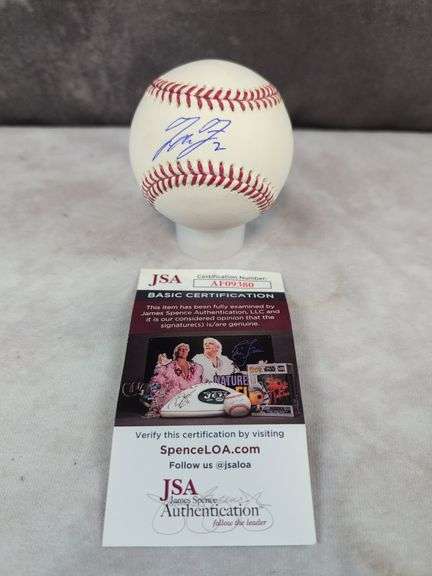 2
JSA
Certification Number:
AF09380
BASIC CERTIFICATION
This item has been fully examined by
James Spence Authentication, LLC and
it is our considered opinion that the
signature(s) is/are genuine.
Verify this certification by visiting
SpenceLOA.com
Follow us @jsaloa
JSA
James Spence
Authentication
follow the leader